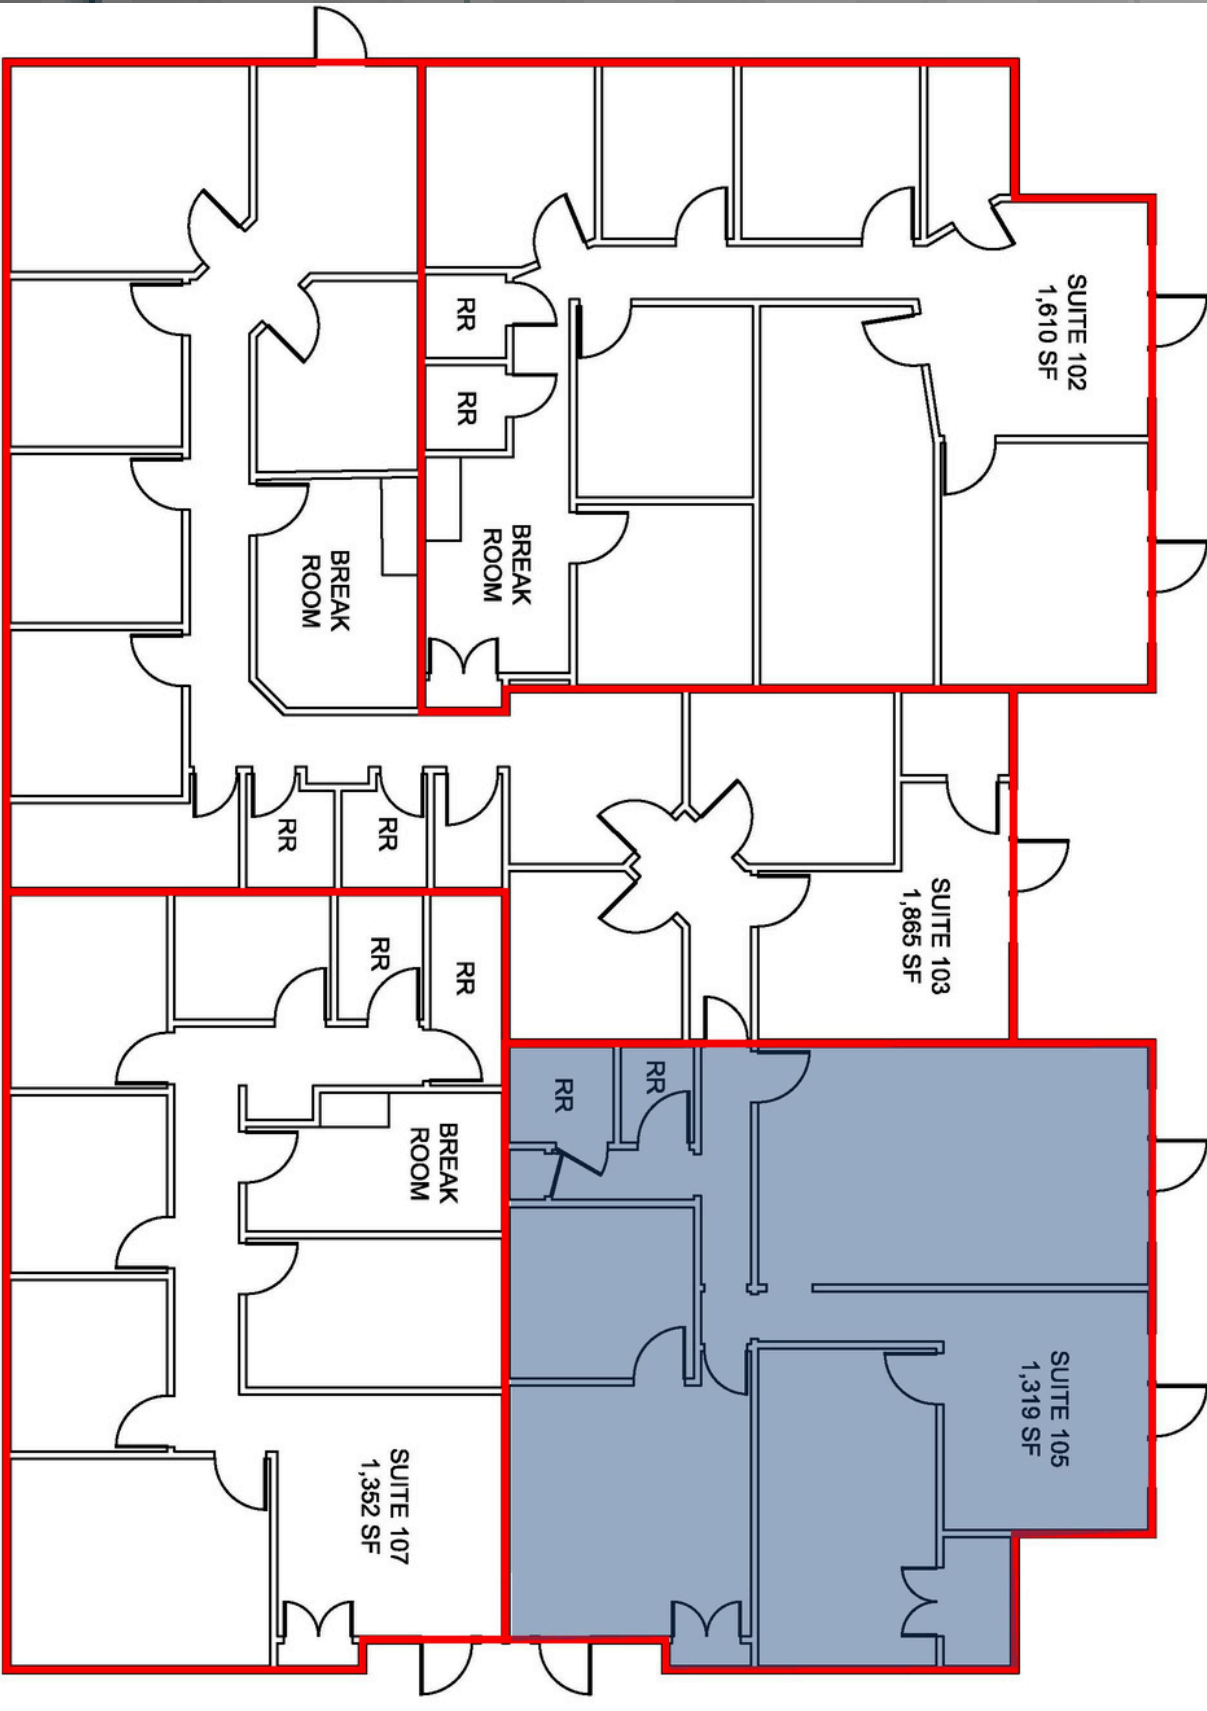 SUITE 102
1,610 SF
RR
RR
BREAK
ROOM
BREAK
ROOM
RR
RR
SUITE 103
1,865 SF
RR
RR
BREAK
ROOM
RR
RR
SUITE 105
1,319 SF
SUITE 107
1,352 SF